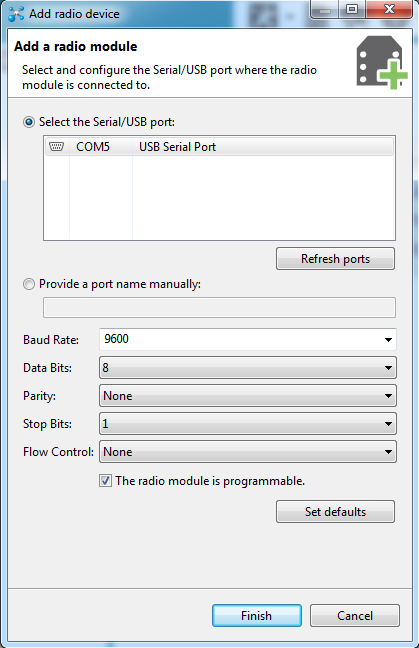 Add radio device
Add a radio module
Select and configure the Serial/USB port where the radio
module is connected to.
Select the Serial/USB port:
COM5 USB Serial Port
Refresh ports
Provide a port name manually:
Baud Rate: 9600
Data Bits: 8
Parity: None
Stop Bits: 1
Flow Control: None
The radio module is programmable.
Set defaults
Finish Cancel